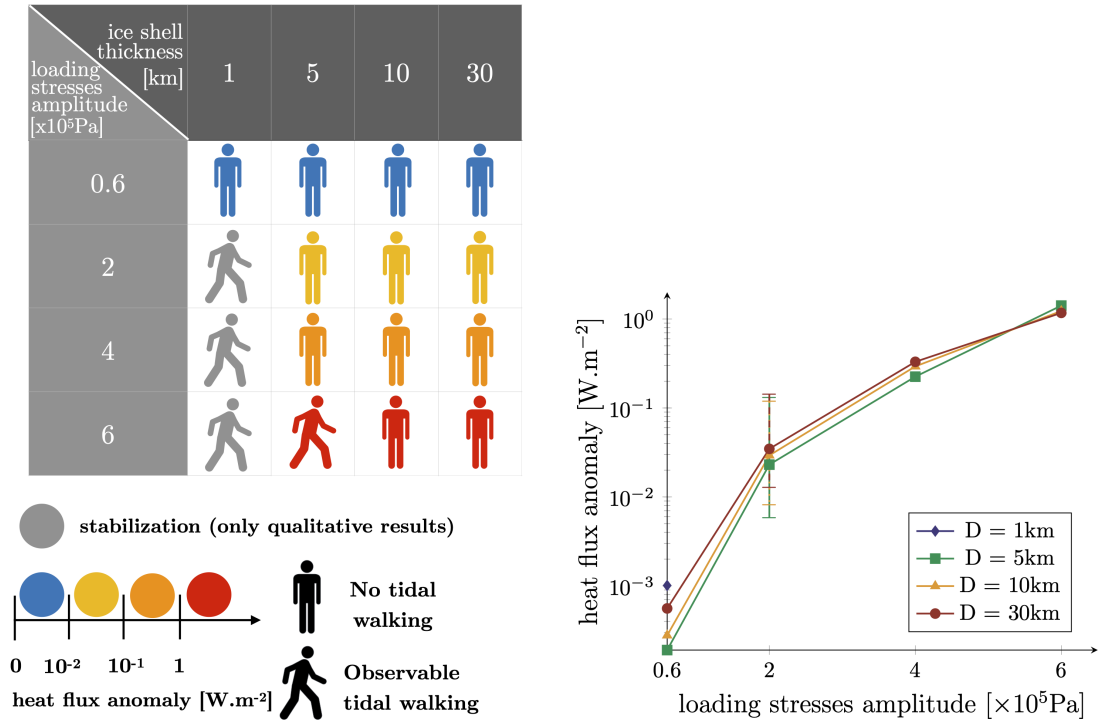 ice shell
thickness
[km]
loading
stresses
amplitude
[x10⁵Pa]
1
5
10
30
0.6
2
4
6
stabilization (only qualitative results)
0
10⁻²
10⁻¹
1
heat flux anomaly [W.m⁻²]
No tidal
walking
Observable
tidal walking
heat flux anomaly [W.m⁻²]
10⁰
10⁻¹
10⁻²
10⁻³
D = 1km
D = 5km
D = 10km
D = 30km
0.6
2
4
6
loading stresses amplitude [×10⁵Pa]